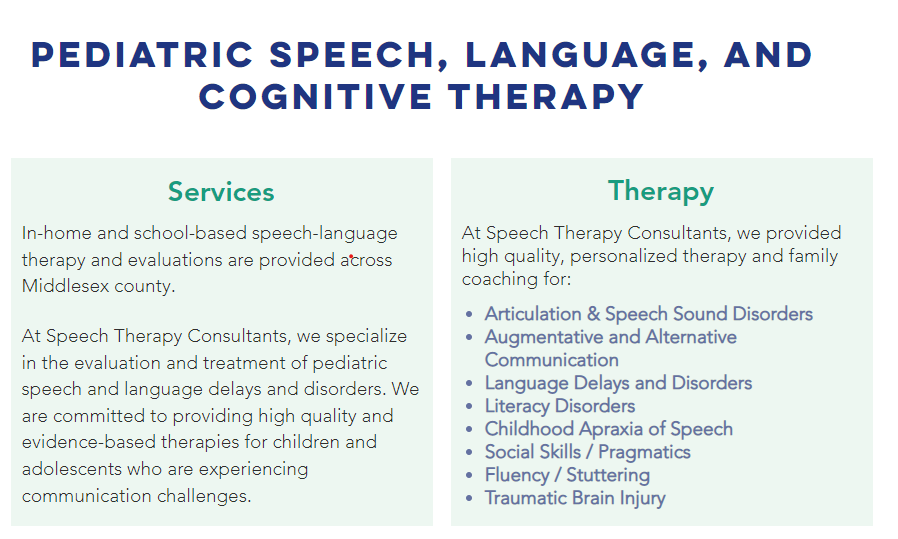 PEDIATRIC SPEECH, LANGUAGE, AND
COGNITIVE THERAPY
Services
In-home and school-based speech-language
therapy and evaluations are provided across
Middlesex county.
At Speech Therapy Consultants, we specialize
in the evaluation and treatment of pediatric
speech and language delays and disorders. We
are committed to providing high quality and
evidence-based therapies for children and
adolescents who are experiencing
communication challenges.
Therapy
At Speech Therapy Consultants, we provided
high quality, personalized therapy and family
coaching for:
• Articulation & Speech Sound Disorders
• Augmentative and Alternative
Communication
• Language Delays and Disorders
• Literacy Disorders
• Childhood Apraxia of Speech
• Social Skills / Pragmatics
• Fluency / Stuttering
• Traumatic Brain Injury